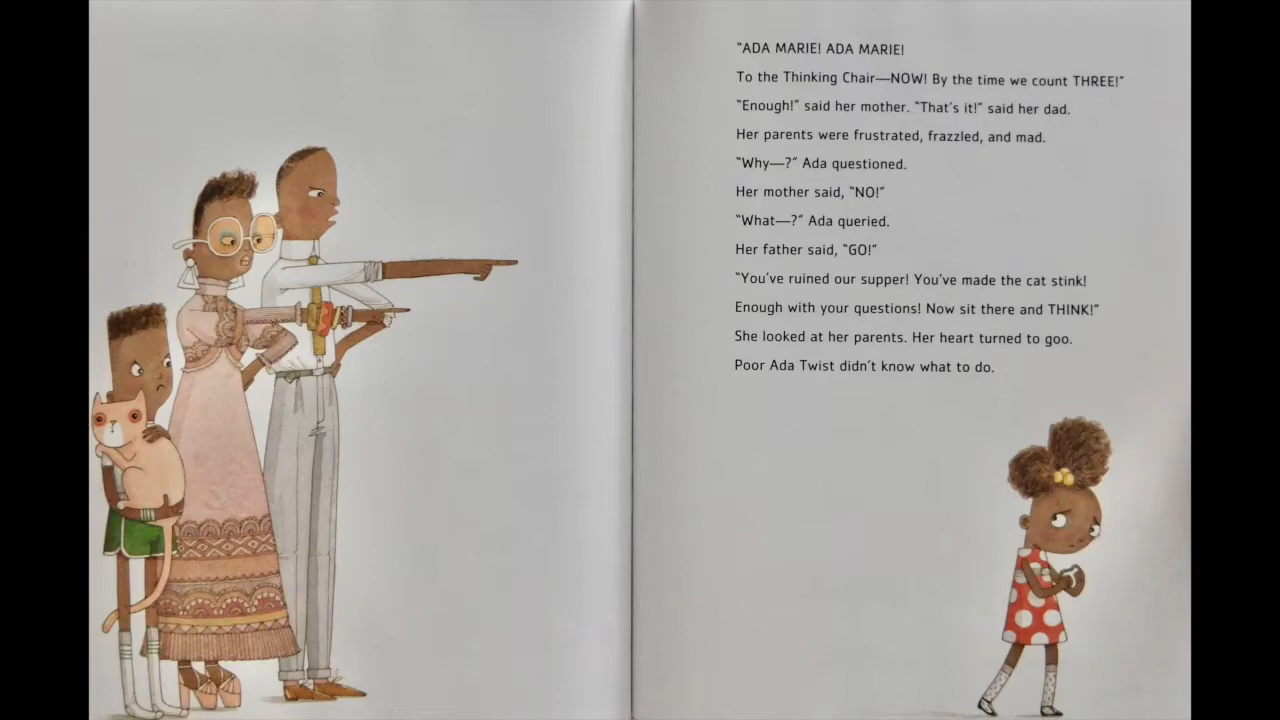 “ADA MARIE! ADA MARIE!
To the Thinking Chair—NOW! By the time we count THREE!”
“Enough!” said her mother. “That’s it!” said her dad.
Her parents were frustrated, frazzled, and mad.
“Why—?” Ada questioned.
Her mother said, “NO!”
“What—?” Ada queried.
Her father said, “GO!”
“You’ve ruined our supper! You’ve made the cat stink!
Enough with your questions! Now sit there and THINK!”
She looked at her parents. Her heart turned to goo.
Poor Ada Twist didn’t know what to do.